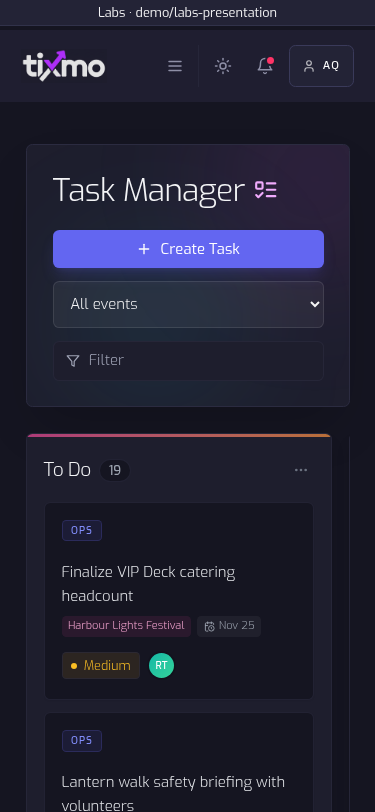 Labs · demo/labs-presentation
tixmo
AQ
Task Manager
+ Create Task
All events
Filter
To Do 19
OPS
Finalize VIP Deck catering
headcount
Harbour Lights Festival Nov 25
Medium RT
OPS
Lantern walk safety briefing with
volunteers